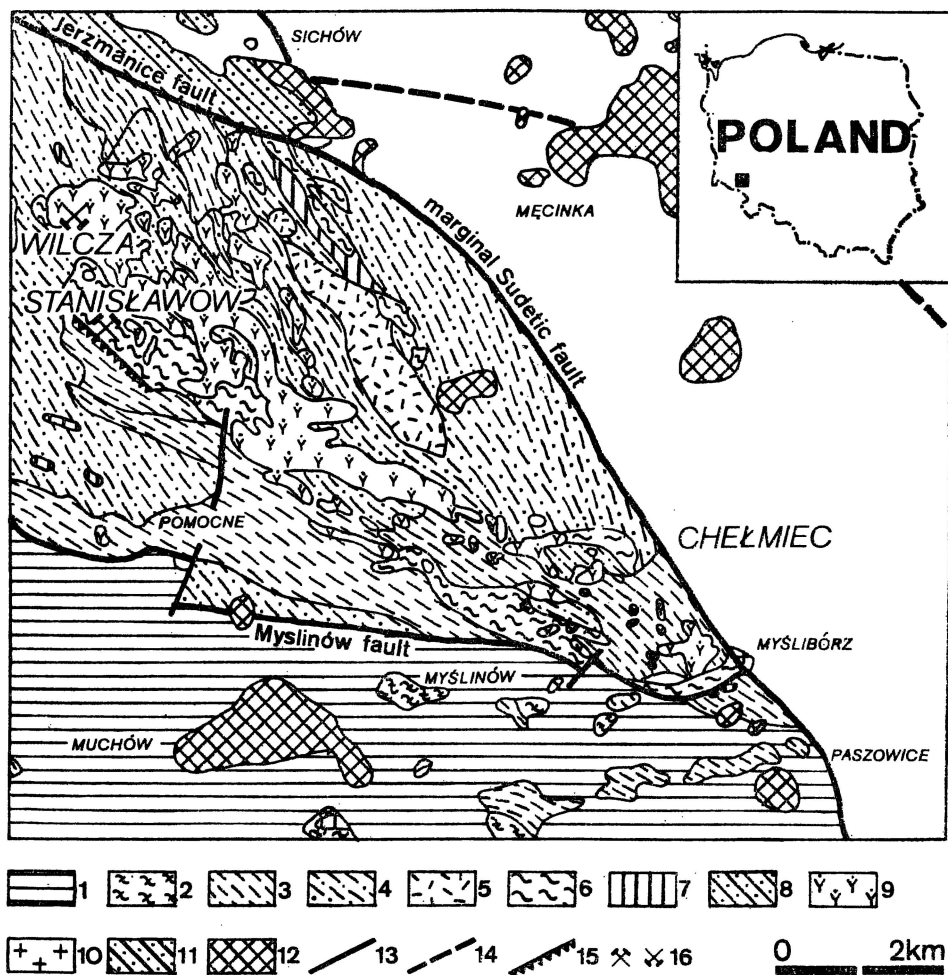 SICHÓW
Jerzmanice fault
POLAND
MĘCINKA
marginal Sudetic fault
WILCZA
STANISŁAWÓW
CHEŁMIEC
POMOCNE
Myslinów fault
MYŚLIBÓRZ
MYŚLINÓW
MUCHÓW
PASZOWICE
1 2 3 4 5 6 7 8 9
10 11 12 13 14 15 16 0 2km